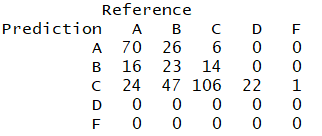 Reference
Prediction A B C D F
A 70 26 6 0 0
B 16 23 14 0 0
C 24 47 106 22 1
D 0 0 0 0 0
F 0 0 0 0 0